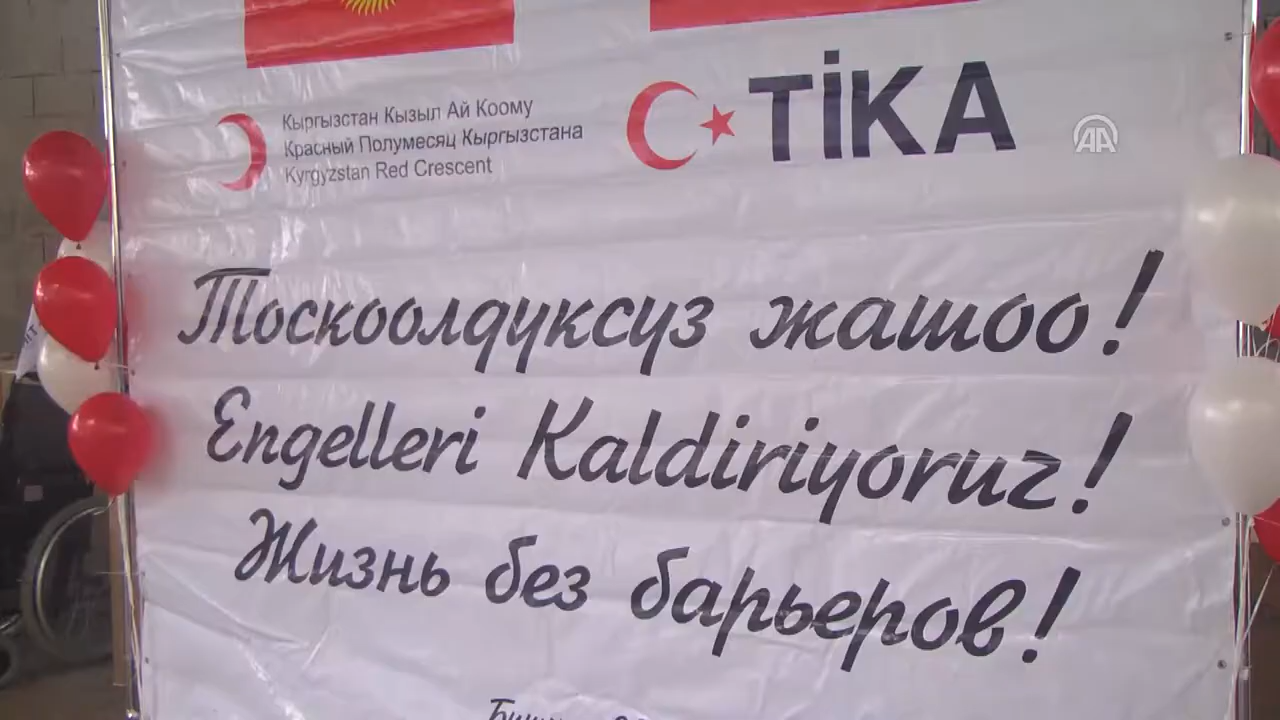 Кыргызстан Кызыл Ай Коому
Красный Полумесяц Кыргызстана
Kyrgyzstan Red Crescent
TİKA
AA
Тоскоолдуксуз жашоо!
Engelleri Kaldiriyoruz!
Жизнь без барьеров!